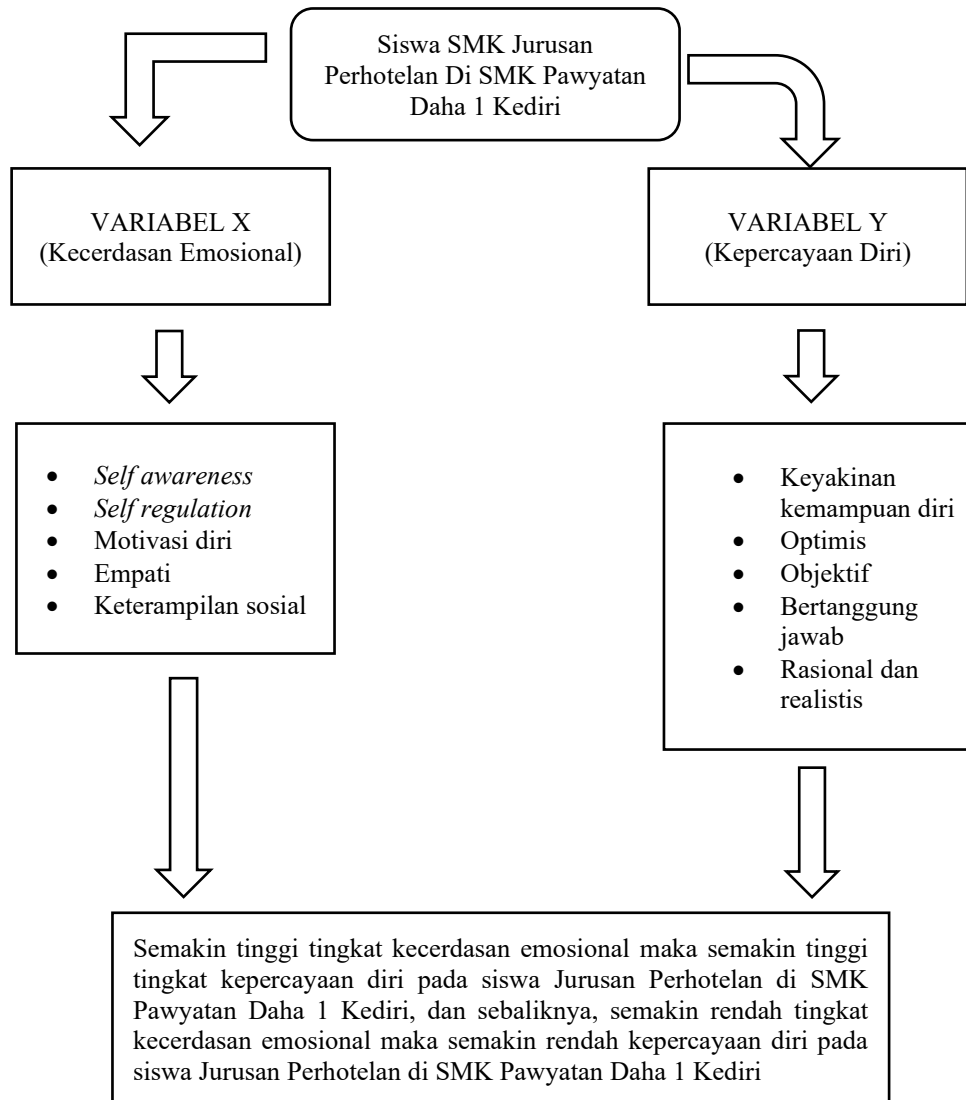 Siswa SMK Jurusan
Perhotelan Di SMK Pawyatan
Daha 1 Kediri
VARIABEL X
(Kecerdasan Emosional)
VARIABEL Y
(Kepercayaan Diri)
• Self awareness
• Self regulation
• Motivasi diri
• Empati
• Keterampilan sosial
• Keyakinan
kemampuan diri
• Optimis
• Objektif
• Bertanggung
jawab
• Rasional dan
realistis
Semakin tinggi tingkat kecerdasan emosional maka semakin tinggi
tingkat kepercayaan diri pada siswa Jurusan Perhotelan di SMK
Pawyatan Daha 1 Kediri, dan sebaliknya, semakin rendah tingkat
kecerdasan emosional maka semakin rendah kepercayaan diri pada
siswa Jurusan Perhotelan di SMK Pawyatan Daha 1 Kediri